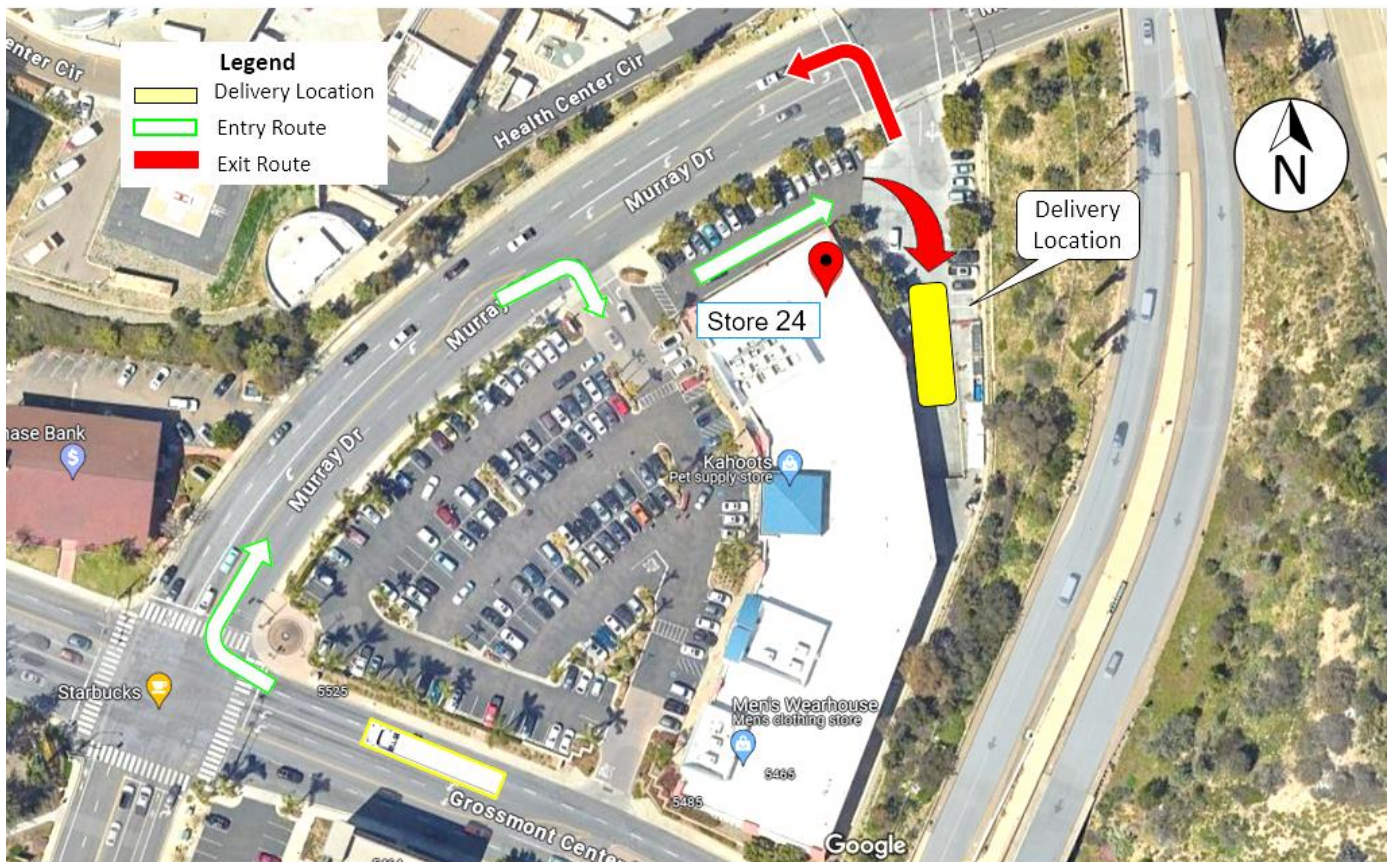 enter Cir
Legend
Delivery Location
Entry Route
Exit Route
Health Center Cir
Murray Dr
N
Delivery
Location
Murray
Store 24
Murray Dr
hase Bank
Kahoots
Pet supply store
Starbucks
5525
Men's Wearhouse
Men's clothing store
5465
5485
Grossmont Center
Google